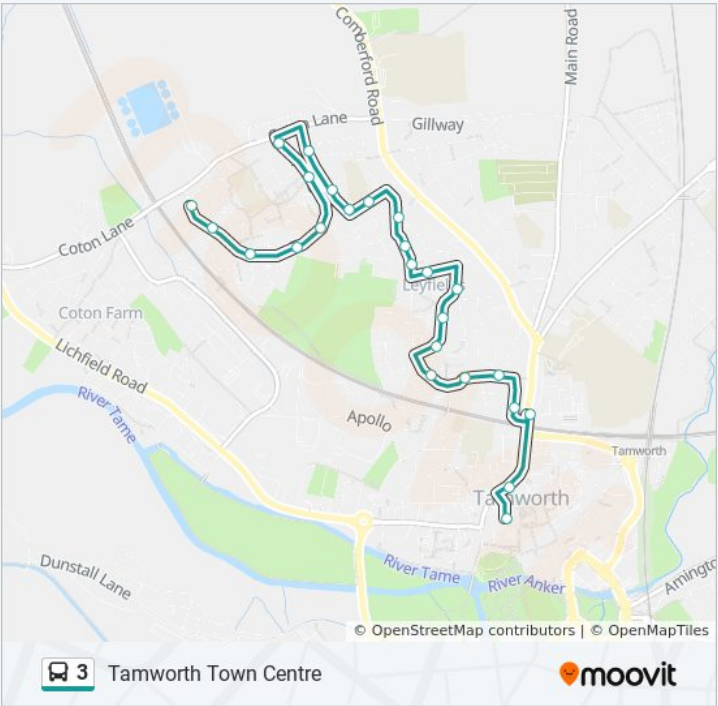 Comberford Road
Main Road
Lane
Gillway
Coton Lane
Leyfields
Coton Farm
Lichfield Road
River Tame
Apollo
Tamworth
Tamworth
River Tame
River Anker
Dunstall Lane
Amingto
© OpenStreetMap contributors | © OpenMapTiles
3 Tamworth Town Centre
moovit